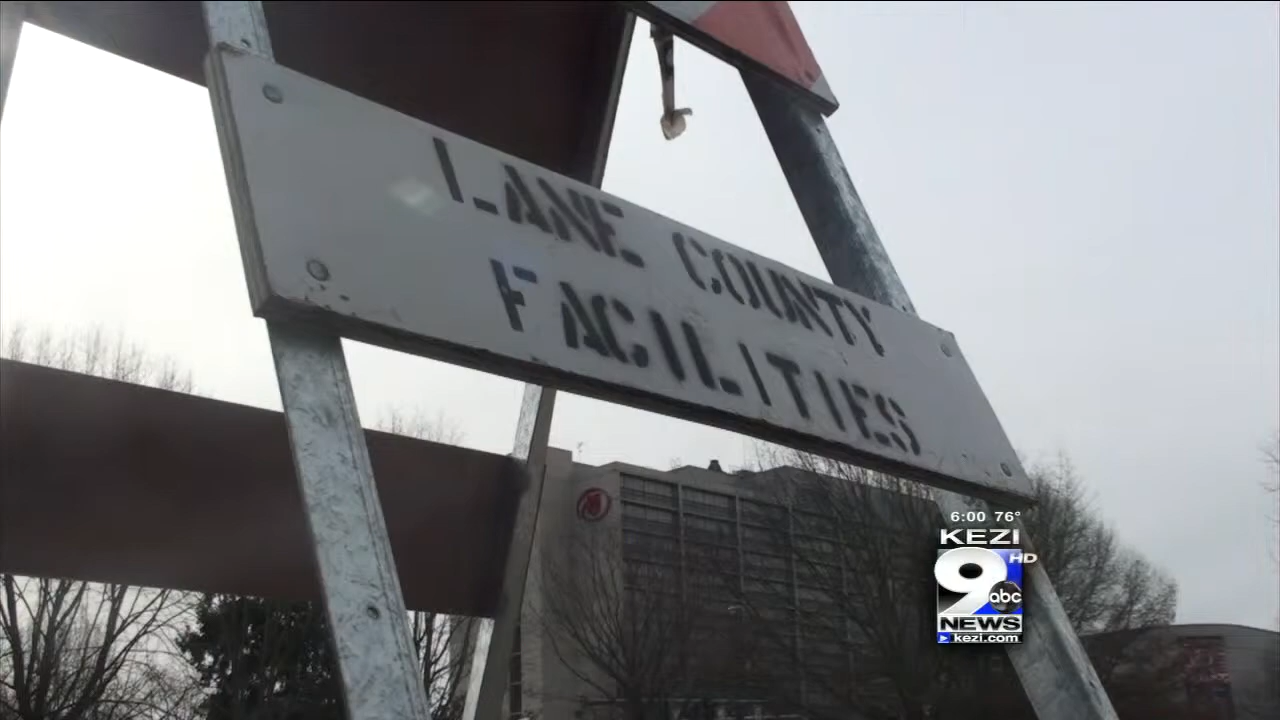 LANE COUNTY
FACILITIES
6:00 76°
KEZI
9 HD
abc
NEWS
kezi.com